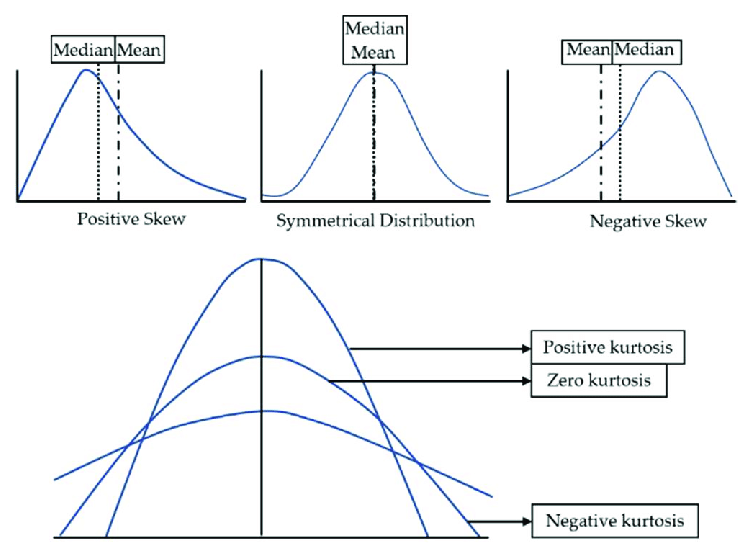 Median Mean
Median
Mean
Mean Median
Positive Skew
Symmetrical Distribution
Negative Skew
Positive kurtosis
Zero kurtosis
Negative kurtosis